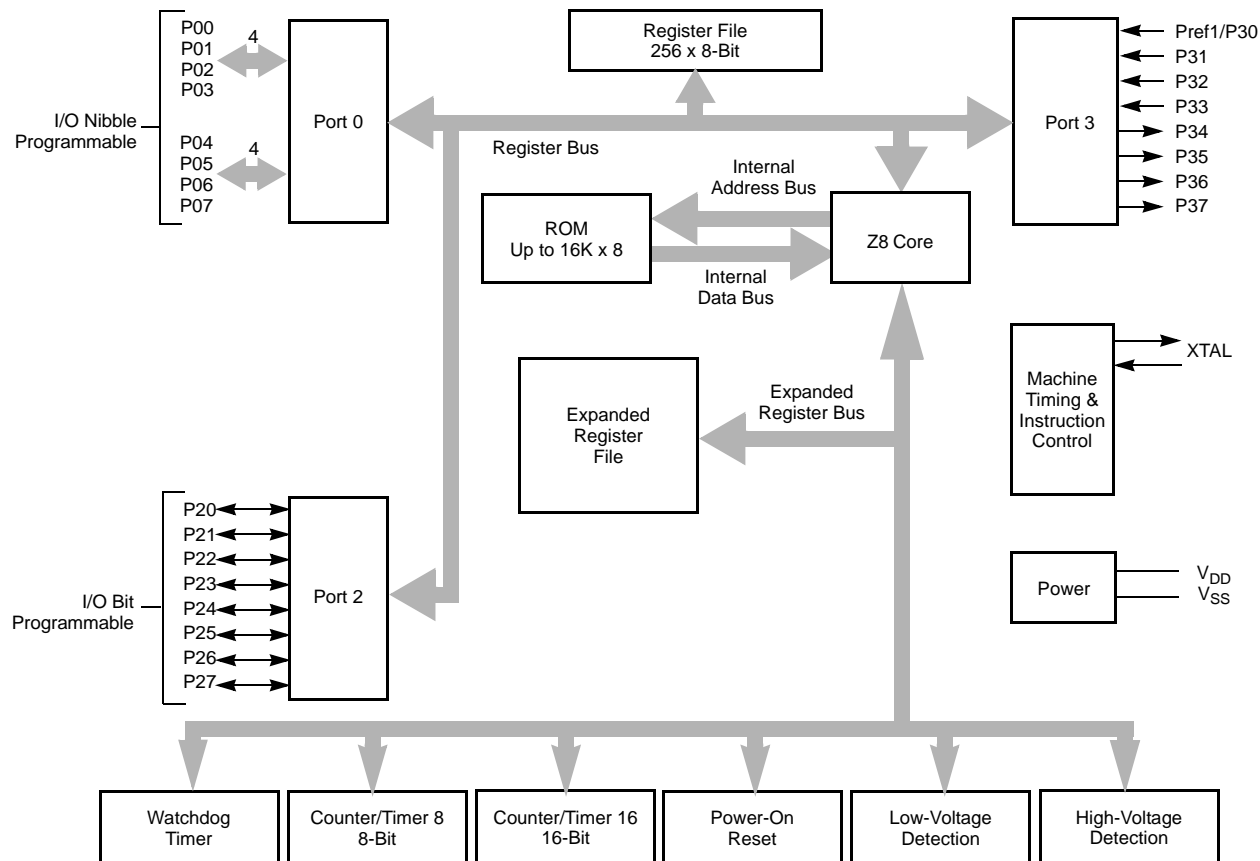 P00
P01
P02
P03
4
I/O Nibble
Programmable
P04
P05
P06
P07
4
Port 0
Register File
256 x 8-Bit
Register Bus
Internal
Address Bus
ROM
Up to 16K x 8
Internal
Data Bus
Z8 Core
Port 3
Pref1/P30
P31
P32
P33
P34
P35
P36
P37
Expanded
Register
File
Expanded
Register Bus
Machine
Timing &
Instruction
Control
XTAL
Power
VDD
VSS
I/O Bit
Programmable
P20
P21
P22
P23
P24
P25
P26
P27
Port 2
Watchdog
Timer
Counter/Timer 8
8-Bit
Counter/Timer 16
16-Bit
Power-On
Reset
Low-Voltage
Detection
High-Voltage
Detection